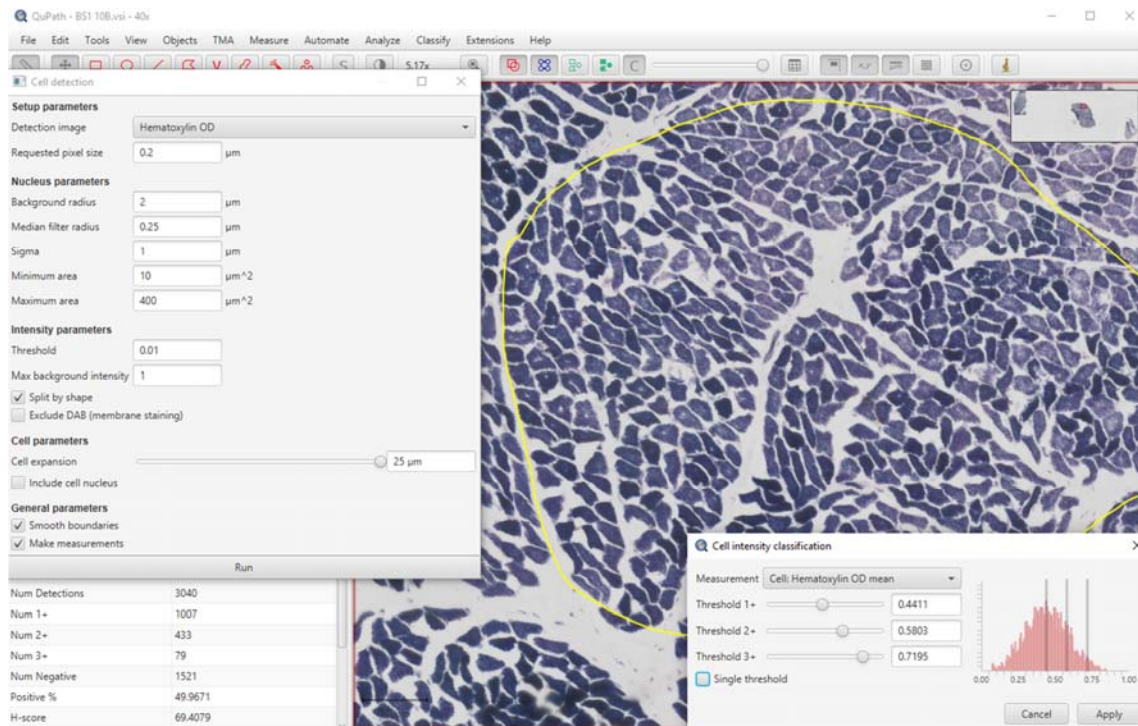 QuPath - BS1 10B.vsi - 40x
File Edit Tools View Objects TMA Measure Automate Analyze Classify Extensions Help
5.17x
Cell detection
Setup parameters
Detection image Hematoxylin OD
Requested pixel size 0.2 µm
Nucleus parameters
Background radius 2 µm
Median filter radius 0.25 µm
Sigma 1 µm
Minimum area 10 µm^2
Maximum area 400 µm^2
Intensity parameters
Threshold 0.01
Max background intensity 1
Split by shape
Exclude DAB (membrane staining)
Cell parameters
Cell expansion 25 µm
Include cell nucleus
General parameters
Smooth boundaries
Make measurements
Run
Num Detections 3040
Num 1+ 1007
Num 2+ 433
Num 3+ 79
Num Negative 1521
Positive % 49.9671
H-score 69.4079
Cell intensity classification
Measurement Cell: Hematoxylin OD mean
Threshold 1+ 0.4411
Threshold 2+ 0.5803
Threshold 3+ 0.7195
Single threshold
0.00 0.25 0.50 0.75 1.00
Cancel Apply